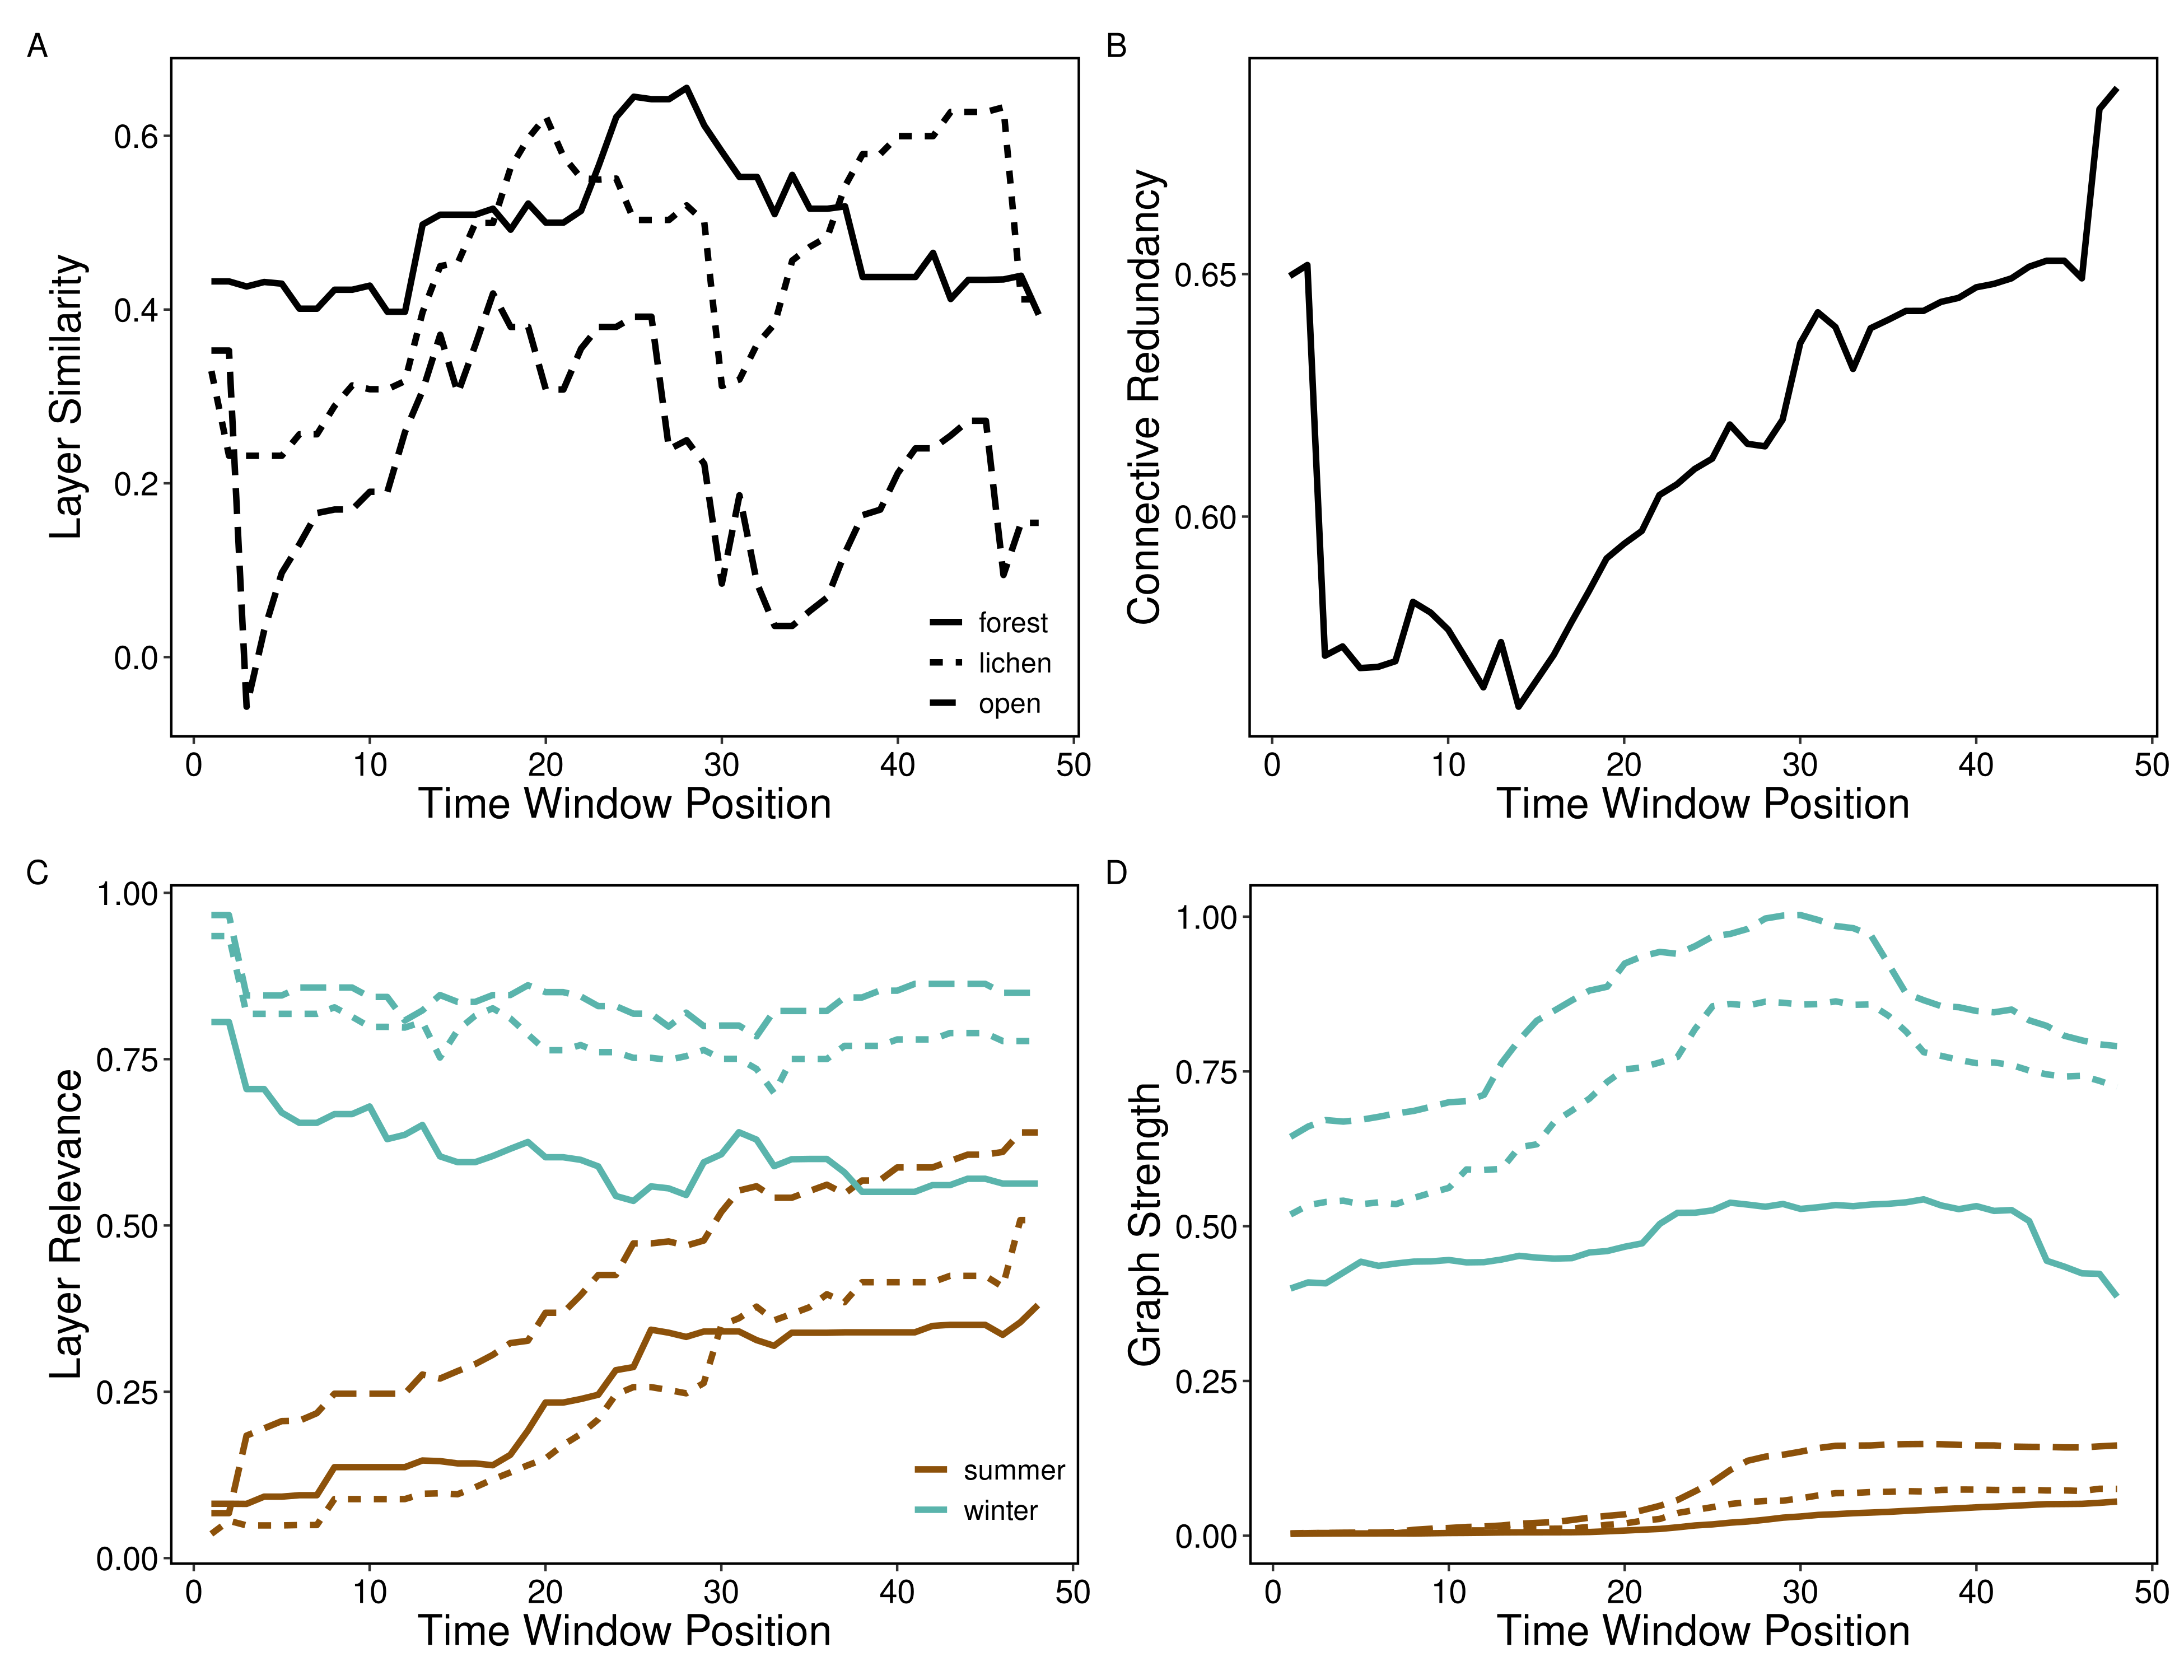 A
Layer Similarity
0.6
0.4
0.2
0.0
forest
lichen
open
0 10 20 30 40 50
Time Window Position
B
Connective Redundancy
0.65
0.60
0 10 20 30 40 50
Time Window Position
C
Layer Relevance
1.00
0.75
0.50
0.25
0.00
summer
winter
0 10 20 30 40 50
Time Window Position
D
Graph Strength
1.00
0.75
0.50
0.25
0.00
0 10 20 30 40 50
Time Window Position